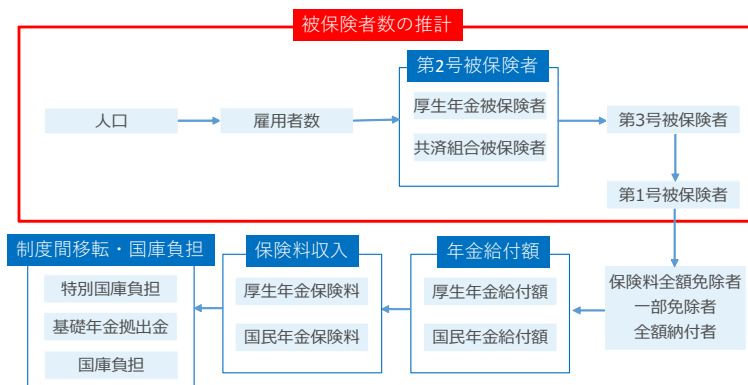 被保険者数の推計
第2号被保険者
厚生年金被保険者
人口
雇用者数
第3号被保険者
共済組合被保険者
第1号被保険者
制度間移転・国庫負担
保険料収入
年金給付額
特別国庫負担
基礎年金拠出金
国庫負担
厚生年金保険料
国民年金保険料
厚生年金給付額
国民年金給付額
保険料全額免除者
一部免除者
全額納付者